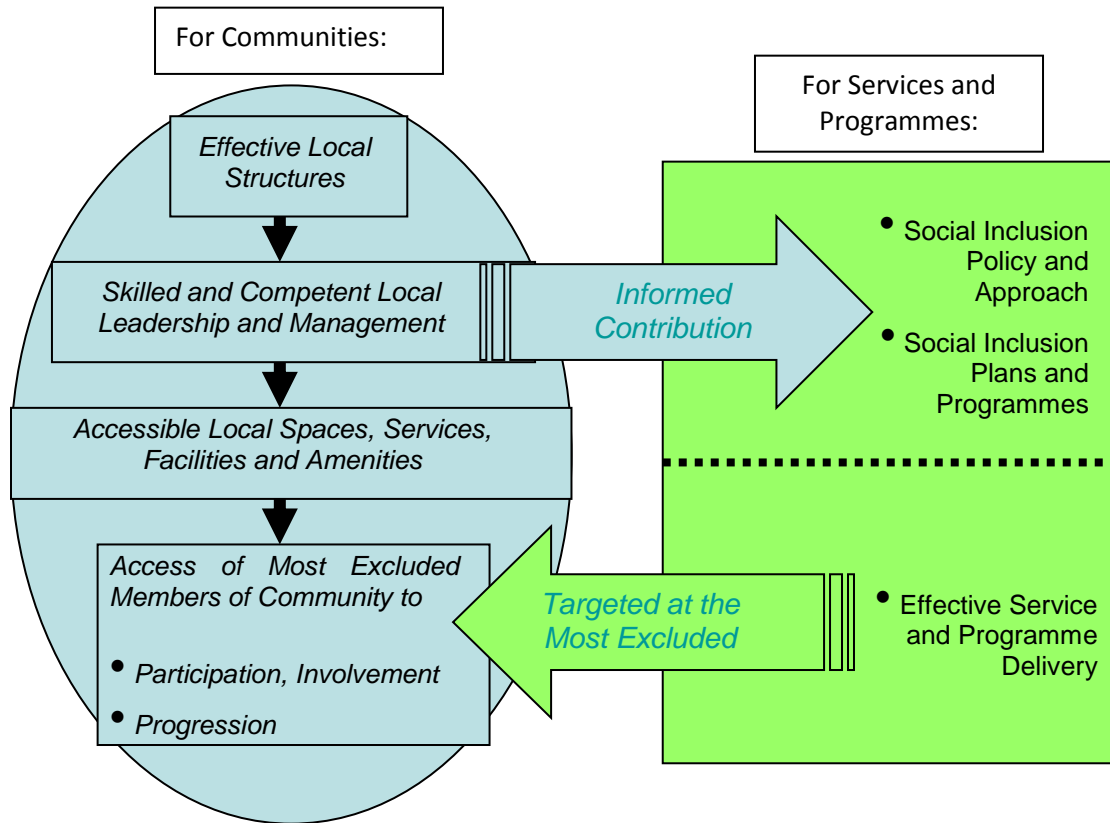 For Communities:
Effective Local
Structures
Skilled and Competent Local
Leadership and Management
Accessible Local Spaces, Services,
Facilities and Amenities
Access of Most Excluded
Members of Community to
• Participation, Involvement
• Progression
Informed
Contribution
Targeted at the
Most Excluded
For Services and
Programmes:
• Social Inclusion
Policy and
Approach
• Social Inclusion
Plans and
Programmes
• Effective Service
and Programme
Delivery